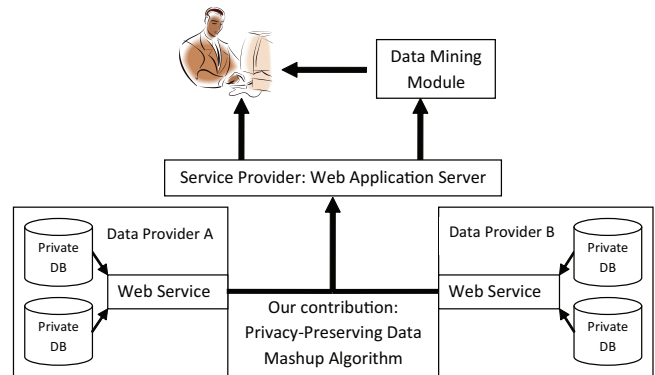 Data Mining
Module
Service Provider: Web Application Server
Data Provider A
Private
DB
Web Service
Private
DB
Our contribution:
Privacy-Preserving Data
Mashup Algorithm
Data Provider B
Private
DB
Web Service
Private
DB